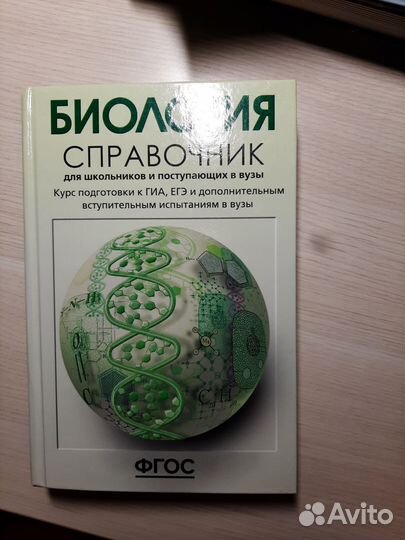 БИОЛОГИЯ
СПРАВОЧНИК
для школьников и поступающих в вузы
Курс подготовки к ГИА, ЕГЭ и дополнительным
вступительным испытаниям в вузы
ФГОС
Avito